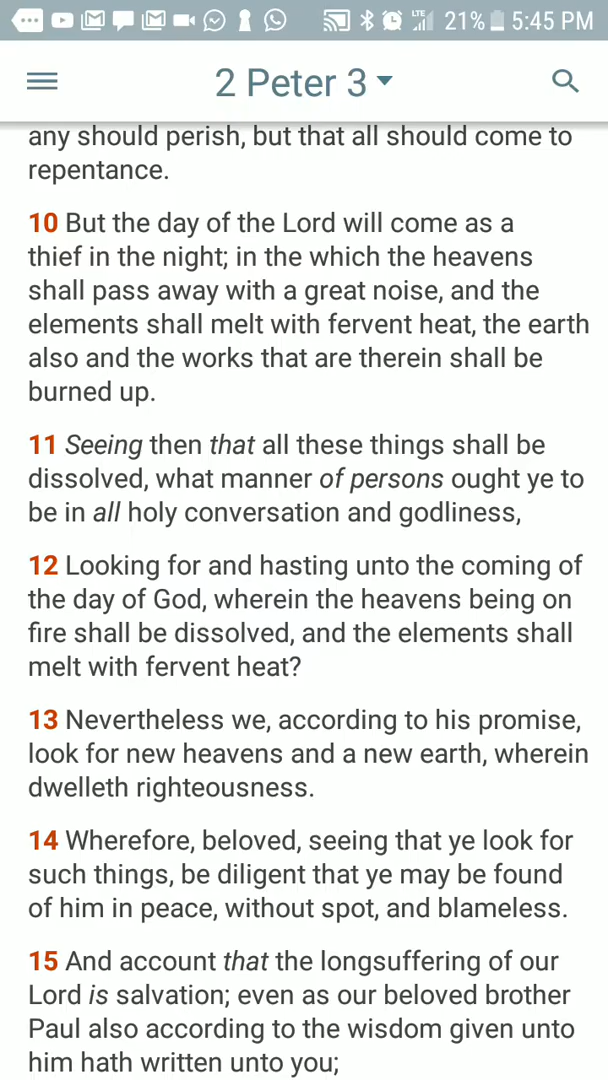 LTE 21% 5:45 PM
2 Peter 3
any should perish, but that all should come to
repentance.
10 But the day of the Lord will come as a
thief in the night; in the which the heavens
shall pass away with a great noise, and the
elements shall melt with fervent heat, the earth
also and the works that are therein shall be
burned up.
11 Seeing then that all these things shall be
dissolved, what manner of persons ought ye to
be in all holy conversation and godliness,
12 Looking for and hasting unto the coming of
the day of God, wherein the heavens being on
fire shall be dissolved, and the elements shall
melt with fervent heat?
13 Nevertheless we, according to his promise,
look for new heavens and a new earth, wherein
dwelleth righteousness.
14 Wherefore, beloved, seeing that ye look for
such things, be diligent that ye may be found
of him in peace, without spot, and blameless.
15 And account that the longsuffering of our
Lord is salvation; even as our beloved brother
Paul also according to the wisdom given unto
him hath written unto you;